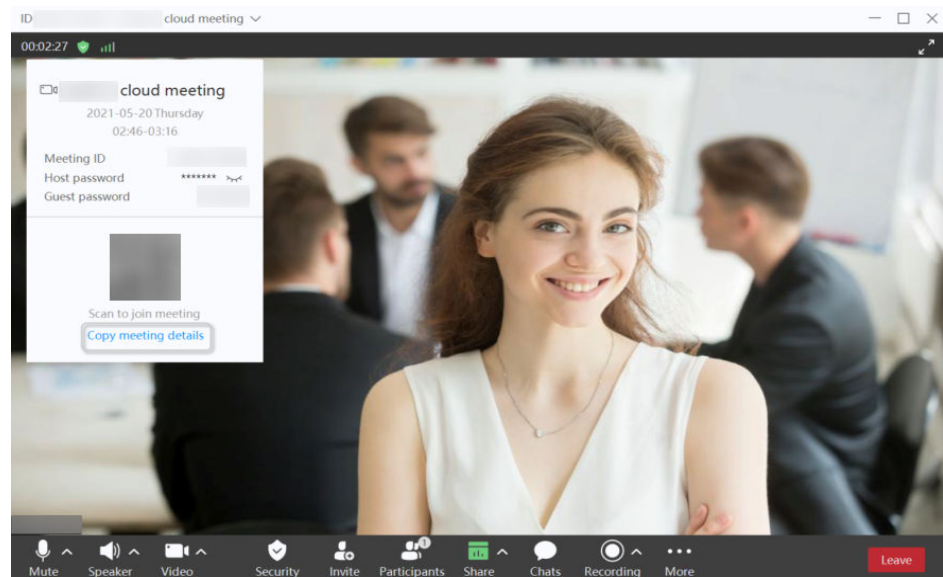 ID cloud meeting
00:02:27
cloud meeting
2021-05-20 Thursday
02:46-03:16
Meeting ID
Host password *******
Guest password
Scan to join meeting
Copy meeting details
Mute Speaker Video Security Invite Participants 1 Share Chats Recording More Leave